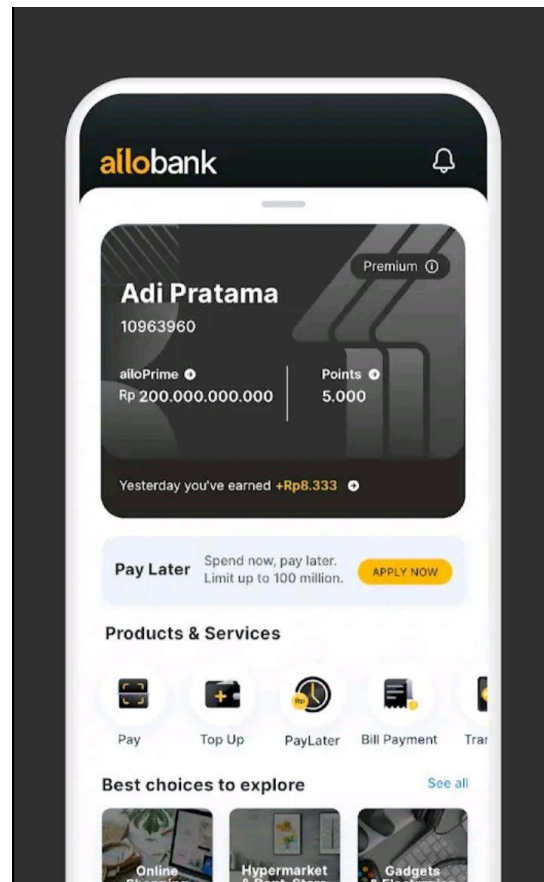 allobank
Premium
Adi Pratama
10963960
alloPrime
Points
Rp 200.000.000.000
5.000
Yesterday you've earned +Rp8.333
Pay Later
Spend now, pay later.
Limit up to 100 million.
APPLY NOW
Products & Services
Rp
Pay
Top Up
PayLater
Bill Payment
Tran
Best choices to explore
See all
Online
Hypermarket
Gadgets